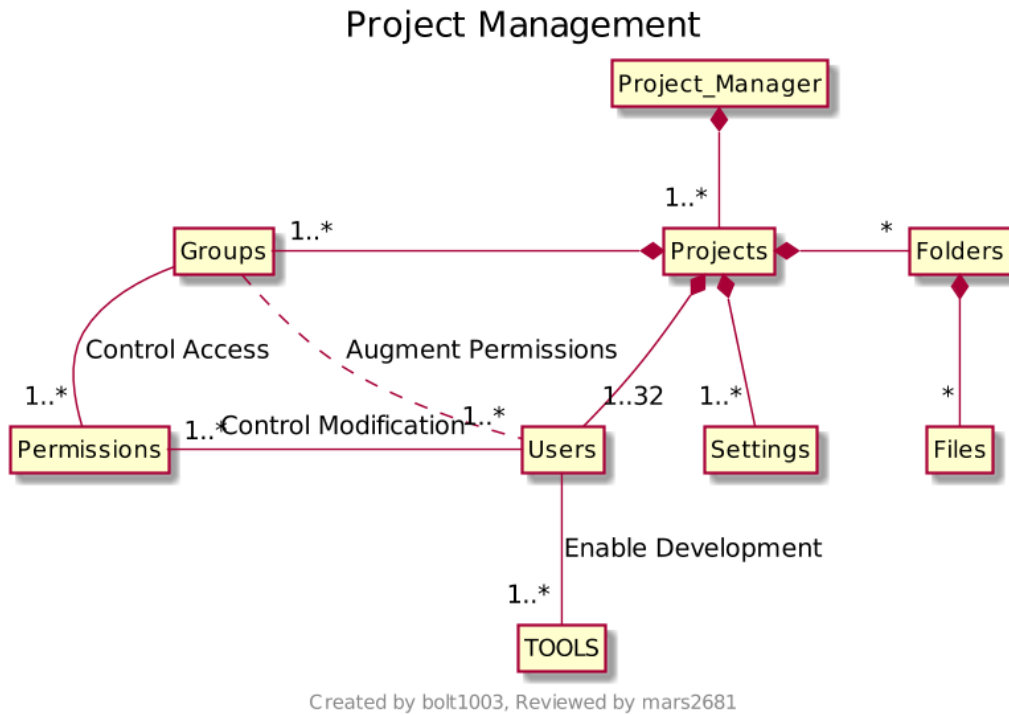 Project Management
Project_Manager
1..*
1..*
*
Groups
Projects
Folders
Control Access
Augment Permissions
1..*
1..32
1..*
*
1..*
Control Modification
1..*
Permissions
Users
Settings
Files
Enable Development
1..*
TOOLS
Created by bolt1003, Reviewed by mars2681